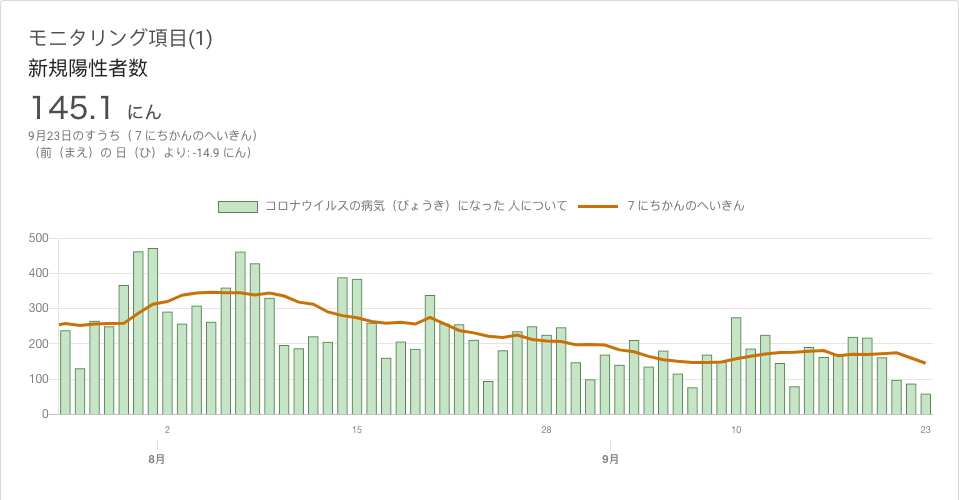 モニタリング項目(1)
新規陽性者数
145.1 にん
9月23日のすうち（７にちかんのへいきん）
（前（まえ）の 日（ひ）より: -14.9 にん）
コロナウイルスの病気（びょうき）になった 人について
７にちかんのへいきん
500
400
300
200
100
0
2 15 28 10 23
8月 9月